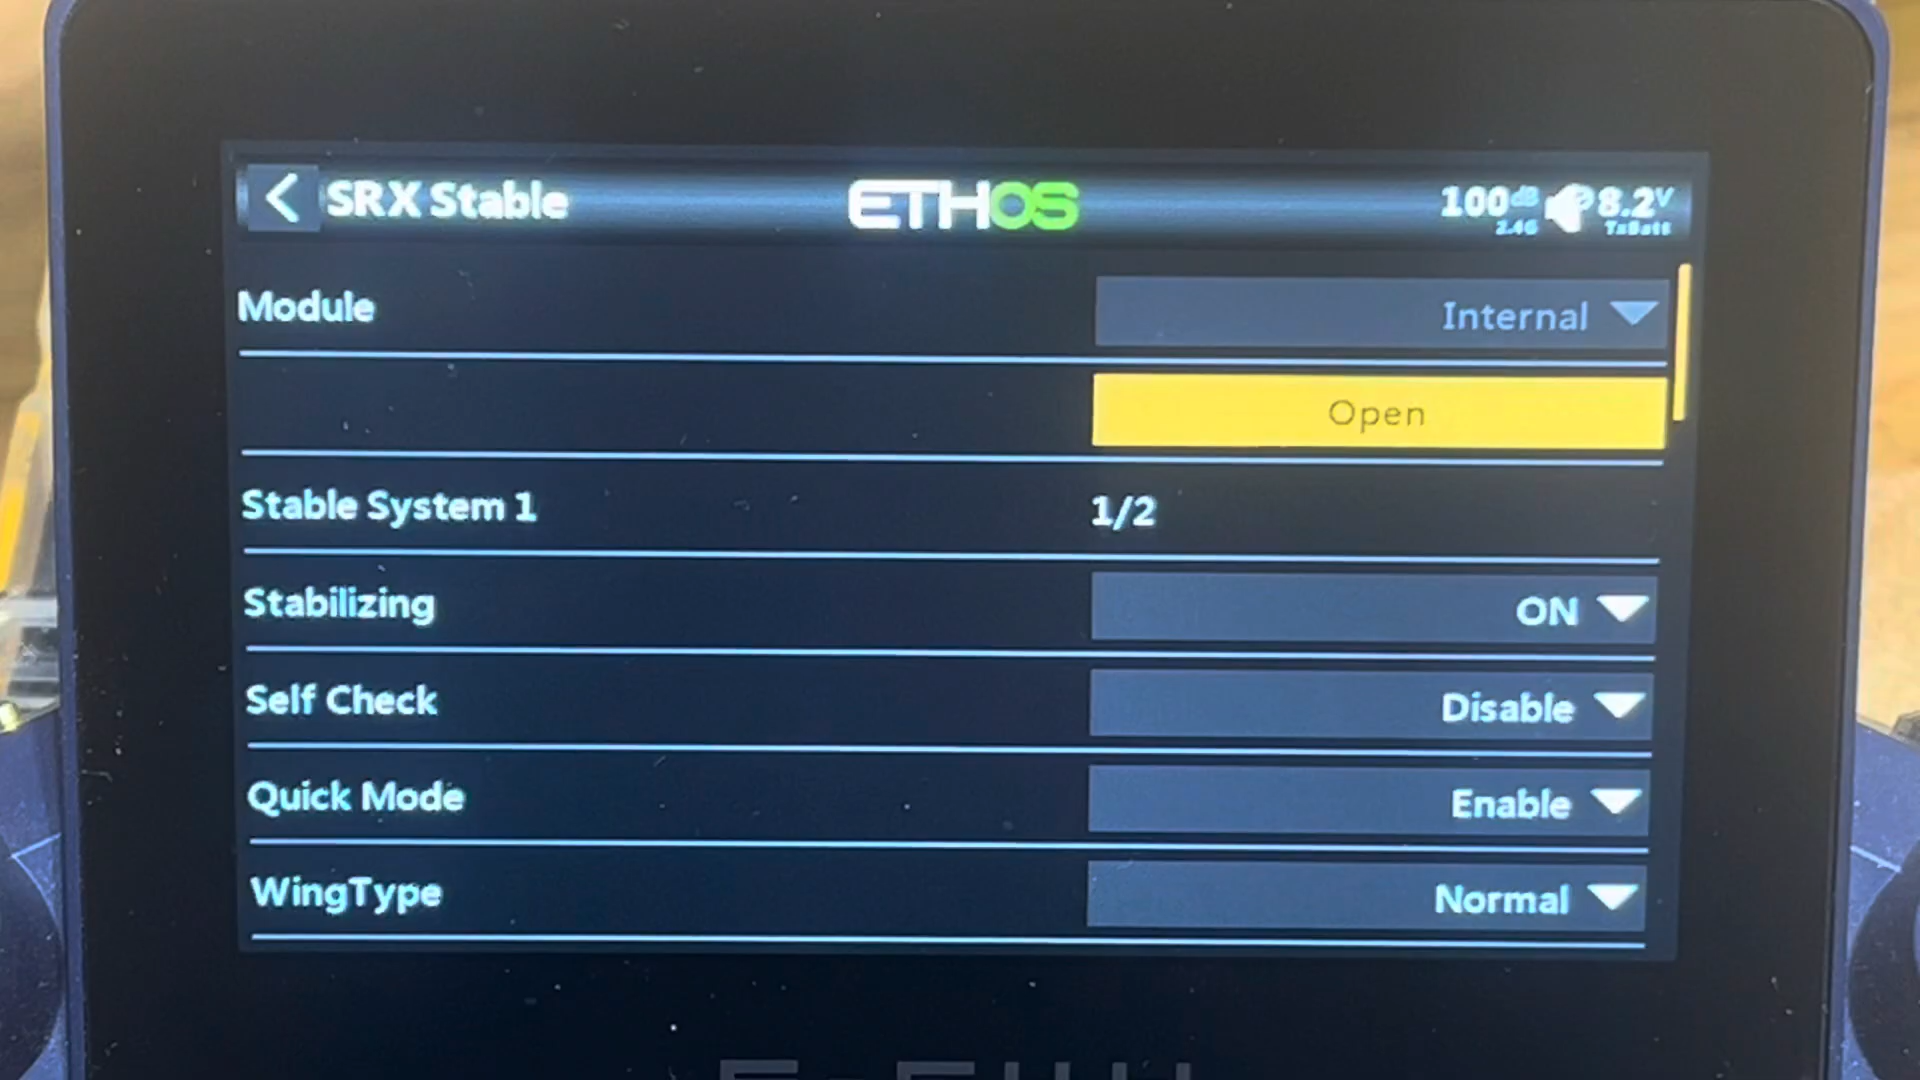 SRX Stable
ETHOS
100dB
2.4G
8.2V
TxBatt
Module
Internal
Open
Stable System 1
1/2
Stabilizing
ON
Self Check
Disable
Quick Mode
Enable
WingType
Normal